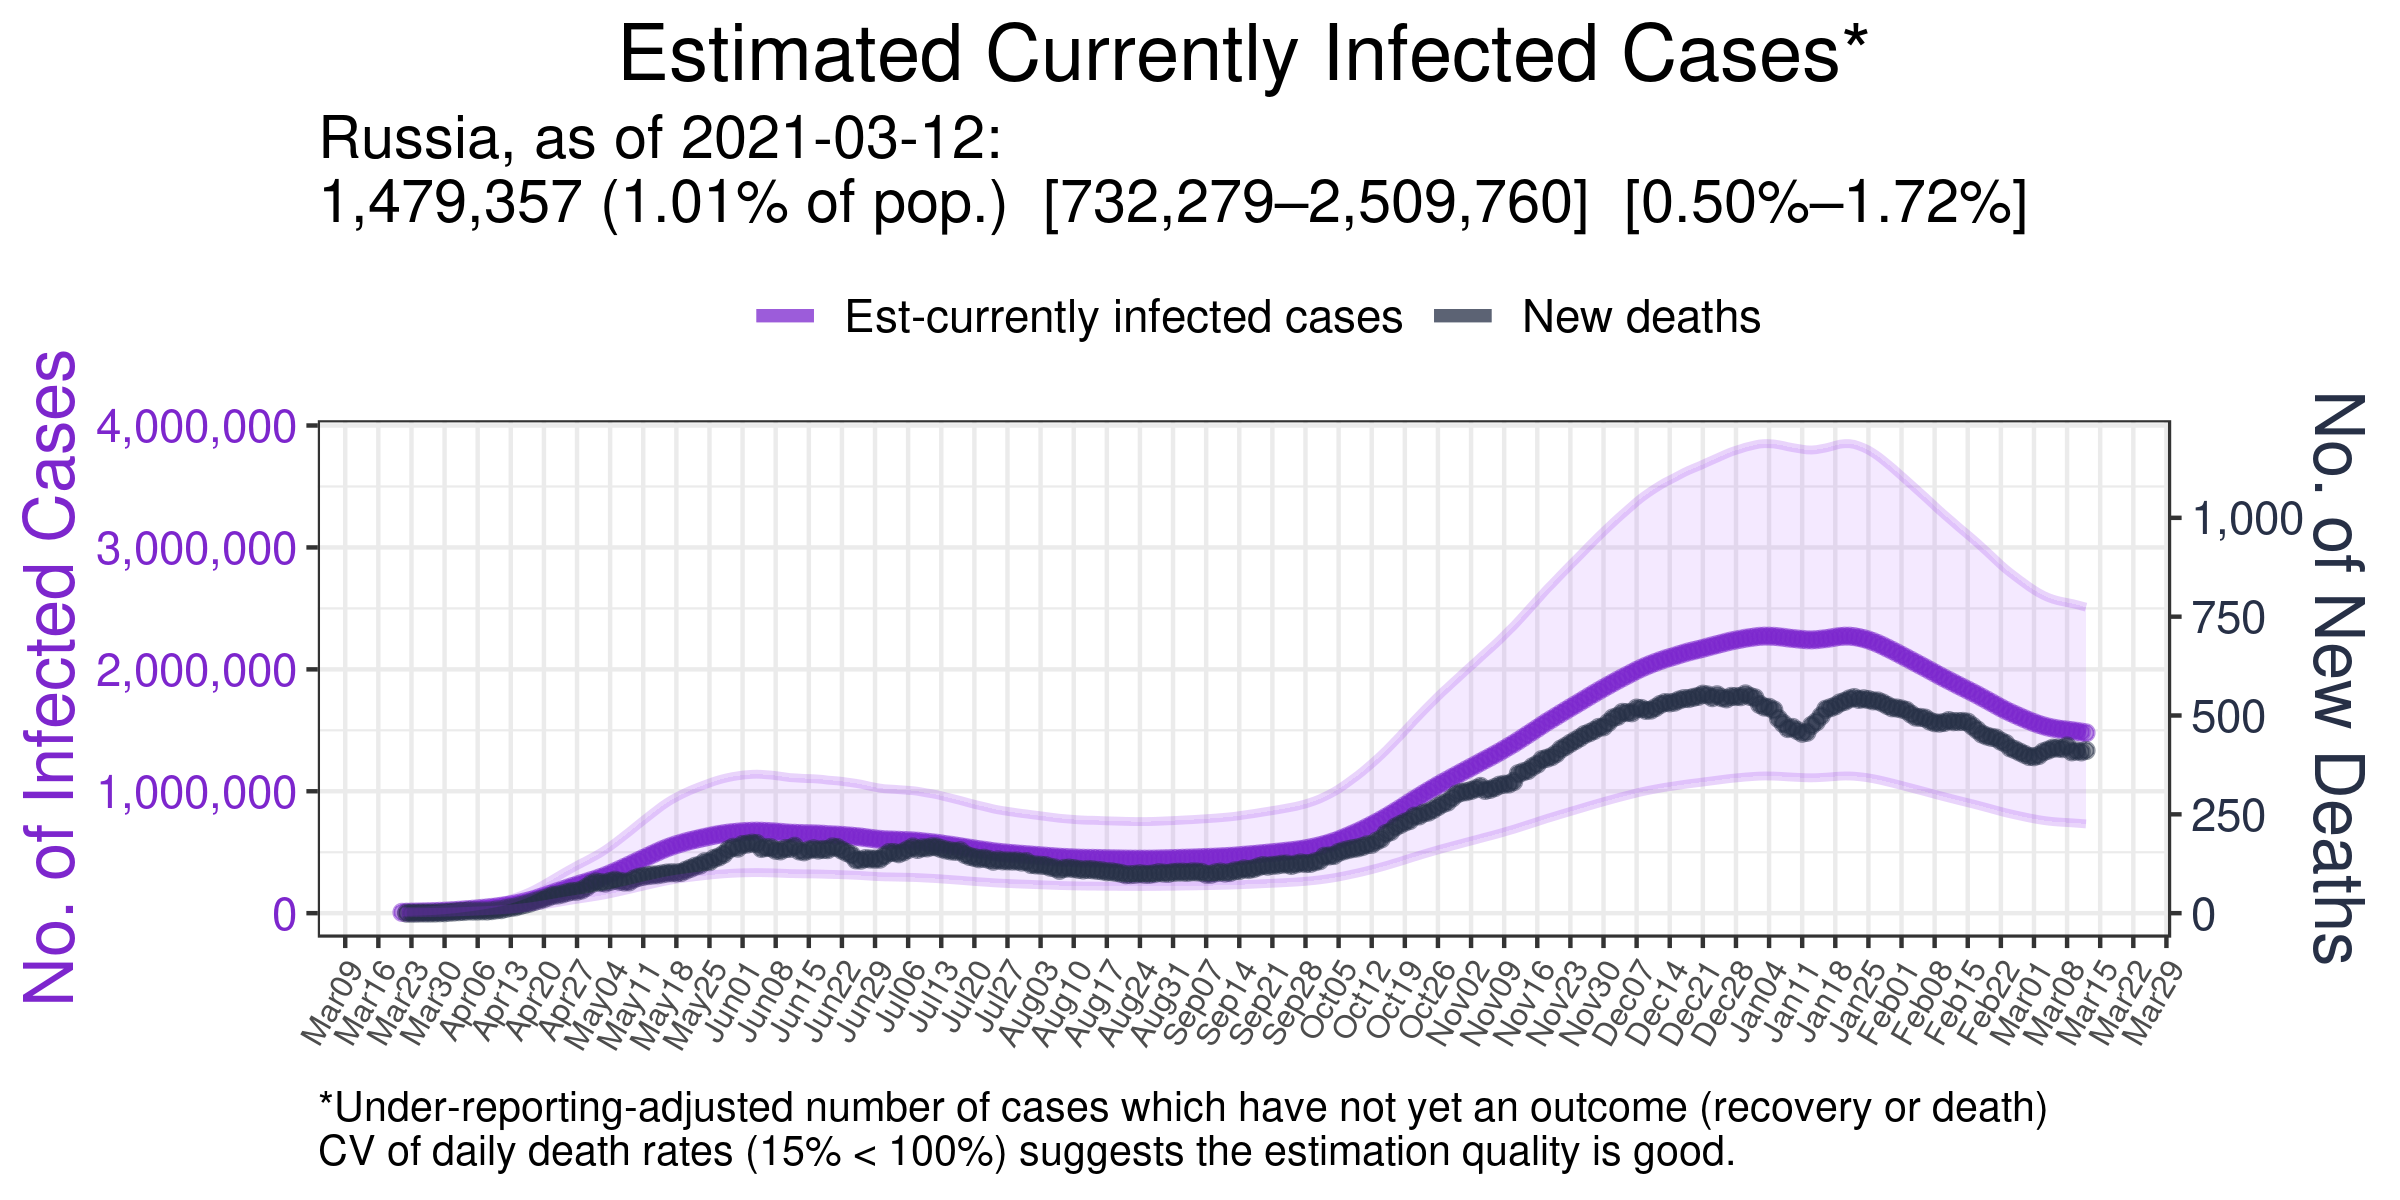 Estimated Currently Infected Cases*
Russia, as of 2021-03-12:
1,479,357 (1.01% of pop.)  [732,279–2,509,760]  [0.50%–1.72%]
Est-currently infected cases
New deaths
No. of Infected Cases
4,000,000
3,000,000
2,000,000
1,000,000
0
1,000
750
500
250
0
No. of New Deaths
Mar09
Mar16
Mar23
Mar30
Apr06
Apr13
Apr20
Apr27
May04
May11
May18
May25
Jun01
Jun08
Jun15
Jun22
Jun29
Jul06
Jul13
Jul20
Jul27
Aug03
Aug10
Aug17
Aug24
Aug31
Sep07
Sep14
Sep21
Sep28
Oct05
Oct12
Oct19
Oct26
Nov02
Nov09
Nov16
Nov23
Nov30
Dec07
Dec14
Dec21
Dec28
Jan04
Jan11
Jan18
Jan25
Feb01
Feb08
Feb15
Feb22
Mar01
Mar08
Mar15
Mar22
Mar29
*Under-reporting-adjusted number of cases which have not yet an outcome (recovery or death)
CV of daily death rates (15% < 100%) suggests the estimation quality is good.